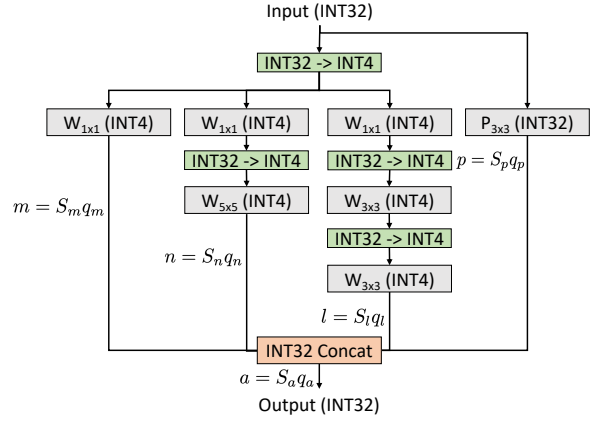 Input (INT32)
INT32 -> INT4
W1x1 (INT4) W1x1 (INT4) W1x1 (INT4) P3x3 (INT32)
INT32 -> INT4 INT32 -> INT4 p = Spqp
m = Smqm W5x5 (INT4) W3x3 (INT4)
INT32 -> INT4
n = Snqn
W3x3 (INT4)
l = Slql
INT32 Concat
a = Saqa
Output (INT32)